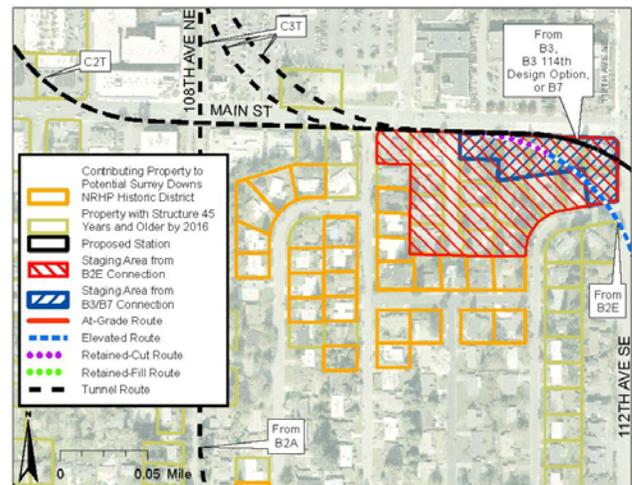 C2T
C3T
108TH AVE NE
MAIN ST
From
B3,
B3 114th
Design Option,
or B7
112TH AVE NE
Contributing Property to
Potential Surrey Downs
NRHP Historic District
Property with Structure 45
Years and Older by 2016
Proposed Station
Staging Area from
B2E Connection
Staging Area from
B3/B7 Connection
At-Grade Route
Elevated Route
Retained-Cut Route
Retained-Fill Route
Tunnel Route
From
B2E
112TH AVE SE
From
B2A
N
0 0.05 Mile